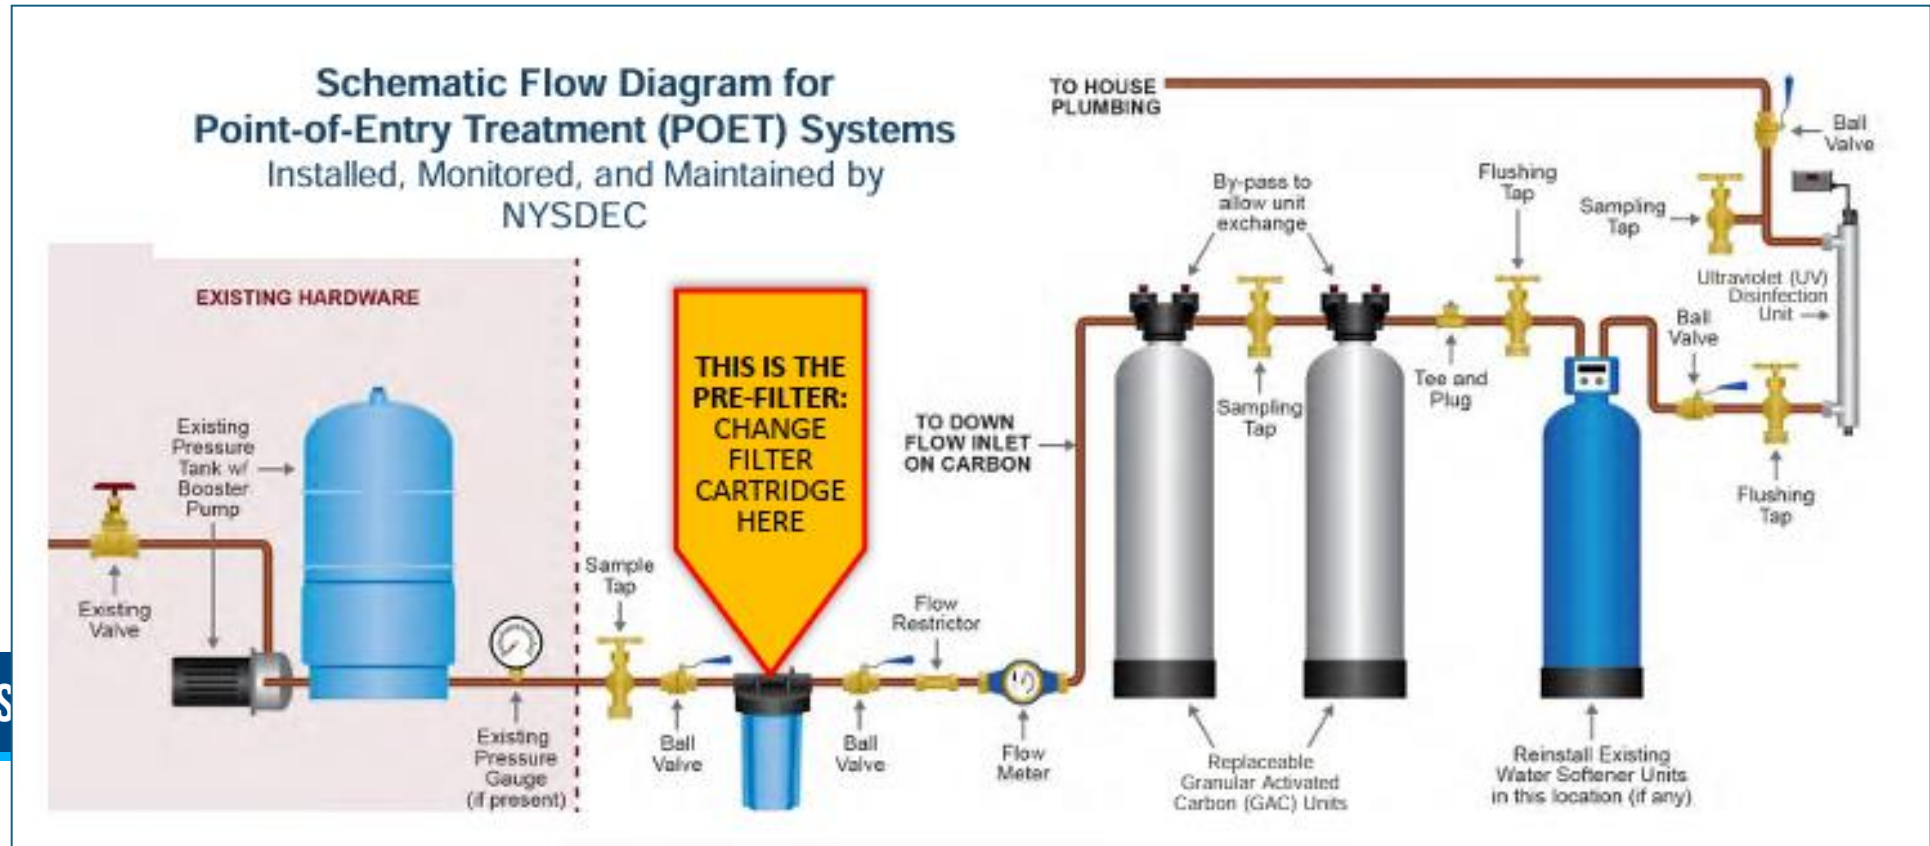 Schematic Flow Diagram for
Point-of-Entry Treatment (POET) Systems
Installed, Monitored, and Maintained by
NYSDEC
EXISTING HARDWARE
Existing
Pressure
Tank w/
Booster
Pump
Existing
Valve
Existing
Pressure
Gauge
(if present)
Sample
Tap
Ball
Valve
THIS IS THE
PRE-FILTER:
CHANGE
FILTER
CARTRIDGE
HERE
Ball
Valve
Flow
Restrictor
Flow
Meter
TO DOWN
FLOW INLET
ON CARBON
By-pass to
allow unit
exchange
Sampling
Tap
Replaceable
Granular Activated
Carbon (GAC) Units
Tee and
Plug
Flushing
Tap
Reinstall Existing
Water Softener Units
in this location (if any)
Ball
Valve
Flushing
Tap
Ultraviolet (UV)
Disinfection
Unit
Sampling
Tap
Ball
Valve
TO HOUSE
PLUMBING
S